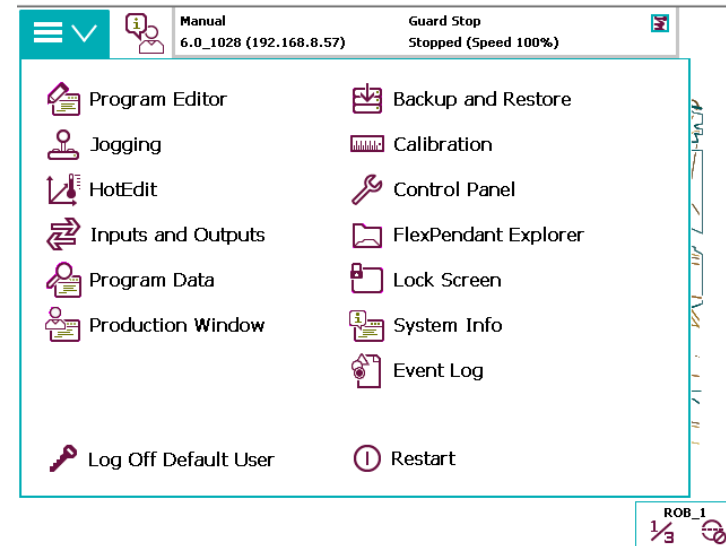 Manual
Guard Stop
6.0_1028 (192.168.8.57)
Stopped (Speed 100%)
Program Editor
Backup and Restore
Jogging
Calibration
HotEdit
Control Panel
Inputs and Outputs
FlexPendant Explorer
Program Data
Lock Screen
Production Window
System Info
Event Log
Log Off Default User
Restart
ROB_1
1/3